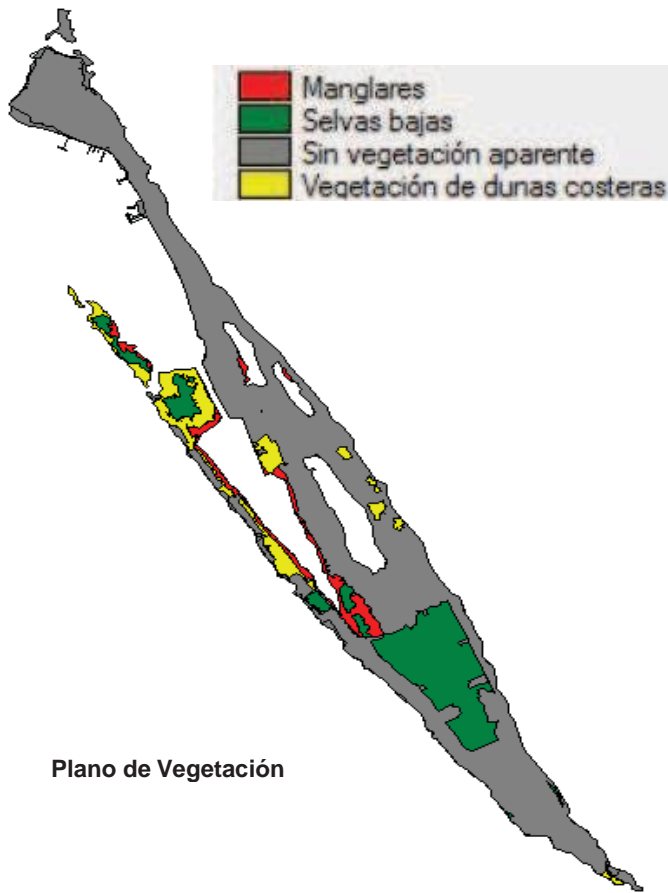 Manglares
Selvas bajas
Sin vegetación aparente
Vegetación de dunas costeras
Plano de Vegetación